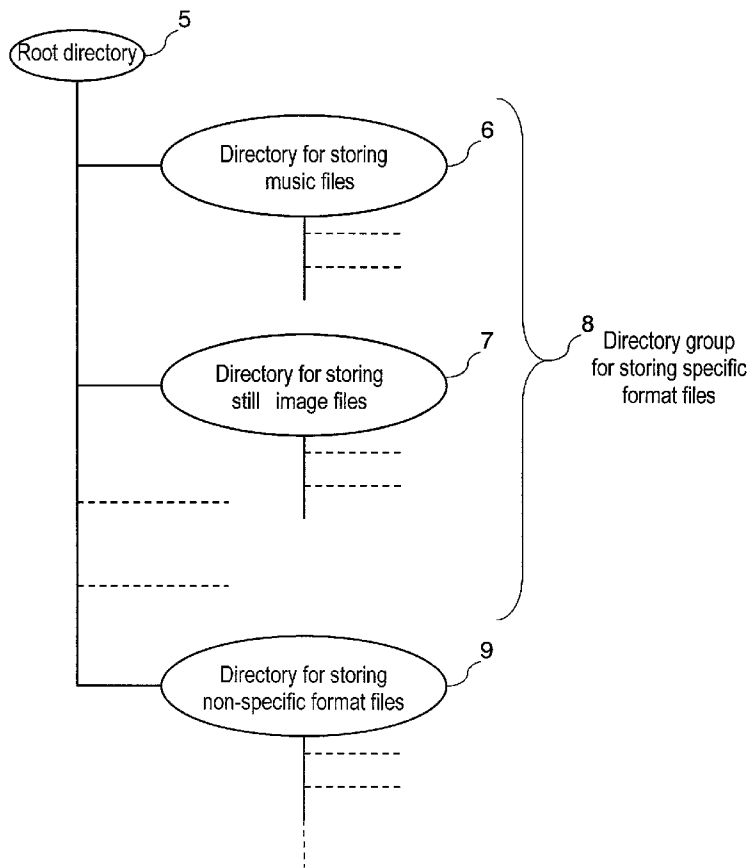 5
Root directory
6
Directory for storing
music files
7
Directory for storing
still image files
8
Directory group
for storing specific
format files
9
Directory for storing
non-specific format files